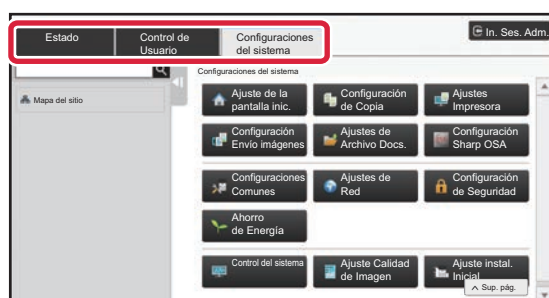 Estado
Control de
Usuario
Configuraciones
del sistema
In. Ses. Adm.
Configuraciones del sistema
Mapa del sitio
Ajuste de la
pantalla inic.
Configuración
de Copia
Ajustes
Impresora
Configuración
Envío imágenes
Ajustes de
Archivo Docs.
Configuración
Sharp OSA
Configuraciones
Comunes
Ajustes de
Red
Configuración
de Seguridad
Ahorro
de Energía
Control del sistema
Ajuste Calidad
de Imagen
Ajuste instal.
Inicial
Sup. pág.